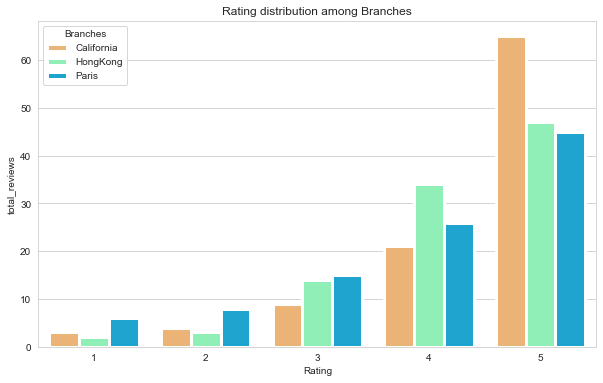 Rating distribution among Branches
Branches
California
HongKong
Paris
total_reviews
60
50
40
30
20
10
0
1 2 3 4 5
Rating